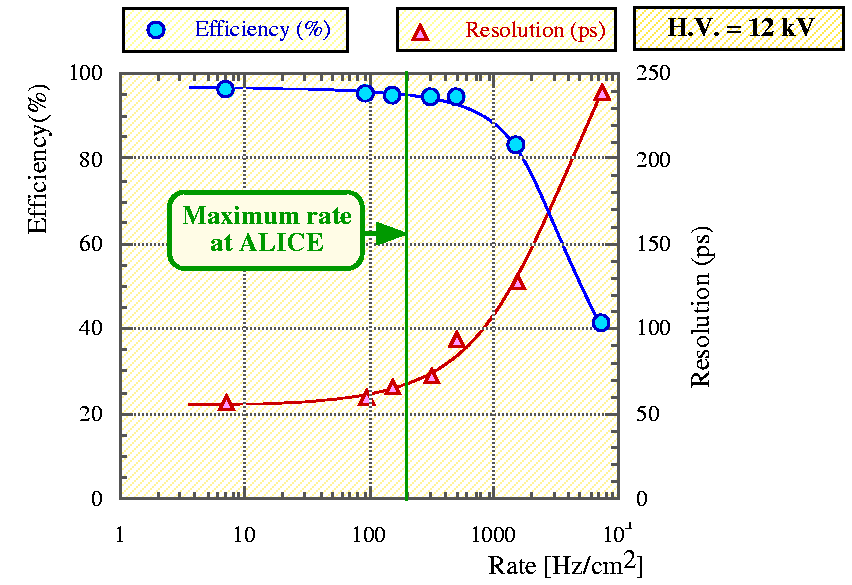 Efficiency (%)
Resolution (ps)
H.V. = 12 kV
100
80
60
40
20
0
Efficiency(%)
250
200
150
100
50
0
Resolution (ps)
Maximum rate
at ALICE
1
10
100
1000
10¹
Rate [Hz/cm2]